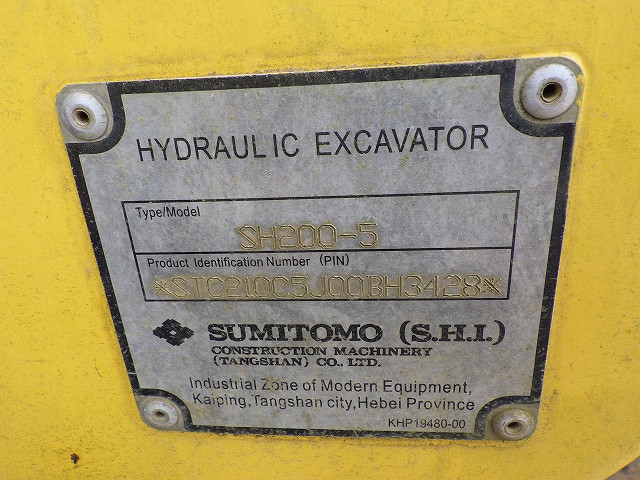 HYDRAULIC EXCAVATOR
Type/Model
SH200-5
Product Identification Number (PIN)
*STC210C5J00BH3428*
SUMITOMO (S.H.I.)
CONSTRUCTION MACHINERY
(TANGSHAN) CO., LTD.
Industrial Zone of Modern Equipment,
Kaiping,Tangshan city,Hebei Province
KHP19480-00